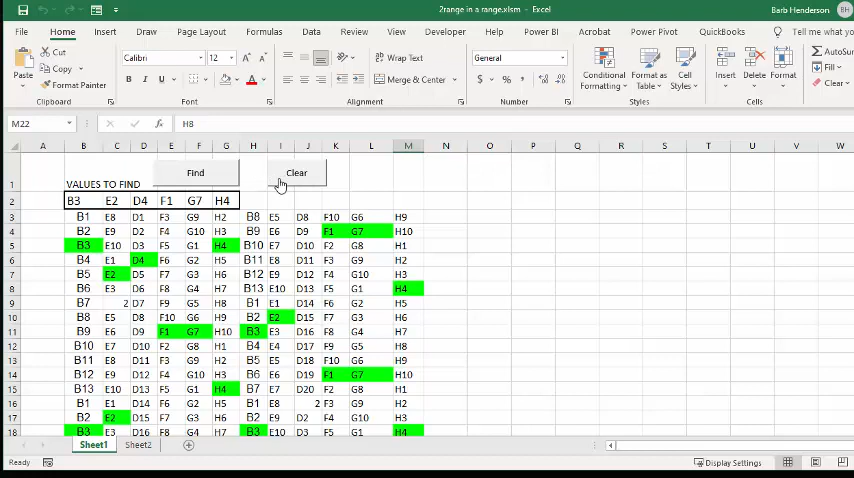 2range in a range.xlsm - Excel
Barb Henderson
BH
File Home Insert Draw Page Layout Formulas Data Review View Developer Help Power BI Acrobat Power Pivot QuickBooks Tell me what you
Cut
Copy
Format Painter
Paste
Clipboard
Calibri 12
B I U A
Font
Wrap Text
Merge & Center
Alignment
General
$ % ,
Number
Conditional Formatting
Format as Table
Cell Styles
Styles
Insert Delete Format
Cells
AutoSu
Fill
Clear
M22 fx H8
A B C D E F G H I J K L M N O P Q R S T U V W
1 VALUES TO FIND Find Clear
2 B3 E2 D4 F1 G7 H4
3 B1 E8 D1 F3 G9 H2 B8 E5 D8 F10 G6 H9
4 B2 E9 D2 F4 G10 H3 B9 E6 D9 F1 G7 H10
5 B3 E10 D3 F5 G1 H4 B10 E7 D10 F2 G8 H1
6 B4 E1 D4 F6 G2 H5 B11 E8 D11 F3 G9 H2
7 B5 E2 D5 F7 G3 H6 B12 E9 D12 F4 G10 H3
8 B6 E3 D6 F8 G4 H7 B13 E10 D13 F5 G1 H4
9 B7 2 D7 F9 G5 H8 B1 E1 D14 F6 G2 H5
10 B8 E5 D8 F10 G6 H9 B2 E2 D15 F7 G3 H6
11 B9 E6 D9 F1 G7 H10 B3 E3 D16 F8 G4 H7
12 B10 E7 D10 F2 G8 H1 B4 E4 D17 F9 G5 H8
13 B11 E8 D11 F3 G9 H2 B5 E5 D18 F10 G6 H9
14 B12 E9 D12 F4 G10 H3 B6 E6 D19 F1 G7 H10
15 B13 E10 D13 F5 G1 H4 B7 E7 D20 F2 G8 H1
16 B1 E1 D14 F6 G2 H5 B1 E8 2 F3 G9 H2
17 B2 E2 D15 F7 G3 H6 B2 E9 D2 F4 G10 H3
18 B3 E3 D16 F8 G4 H7 B3 E10 D3 F5 G1 H4
Sheet1 Sheet2
Ready Display Settings